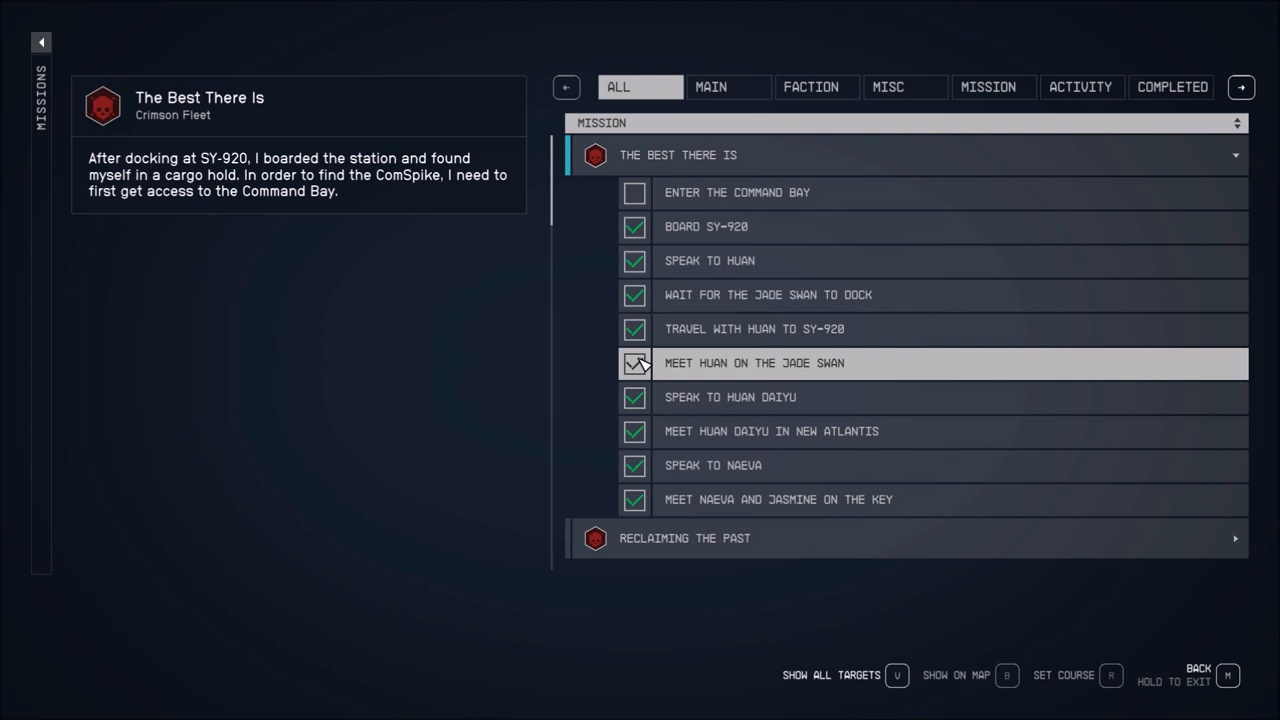 MISSIONS
The Best There Is
Crimson Fleet
After docking at SY-920, I boarded the station and found
myself in a cargo hold. In order to find the ComSpike, I need to
first get access to the Command Bay.
ALL MAIN FACTION MISC MISSION ACTIVITY COMPLETED
MISSION
THE BEST THERE IS
ENTER THE COMMAND BAY
BOARD SY-920
SPEAK TO HUAN
WAIT FOR THE JADE SWAN TO DOCK
TRAVEL WITH HUAN TO SY-920
MEET HUAN ON THE JADE SWAN
SPEAK TO HUAN DAIYU
MEET HUAN DAIYU IN NEW ATLANTIS
SPEAK TO NAEVA
MEET NAEVA AND JASMINE ON THE KEY
RECLAIMING THE PAST
SHOW ALL TARGETS V SHOW ON MAP B SET COURSE R BACK M
HOLD TO EXIT